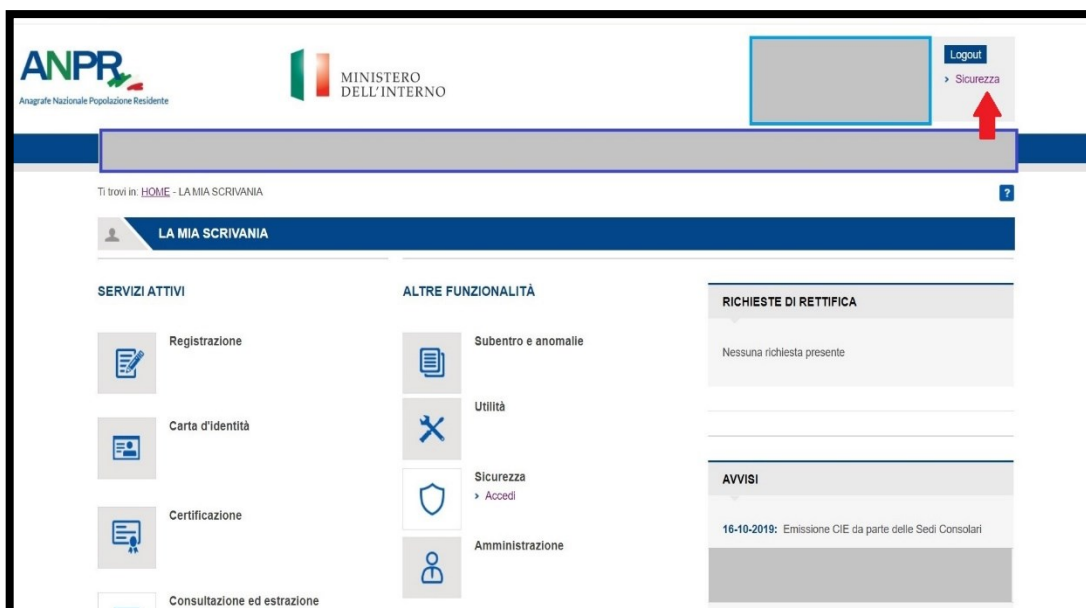 ANPR
Anagrafe Nazionale Popolazione Residente
MINISTERO
DELL'INTERNO
Logout
› Sicurezza
Ti trovi in: HOME - LA MIA SCRIVANIA
?
LA MIA SCRIVANIA
SERVIZI ATTIVI
Registrazione
Carta d'identità
Certificazione
Consultazione ed estrazione
ALTRE FUNZIONALITÀ
Subentro e anomalie
Utilità
Sicurezza
› Accedi
Amministrazione
RICHIESTE DI RETTIFICA
Nessuna richiesta presente
AVVISI
16-10-2019: Emissione CIE da parte delle Sedi Consolari